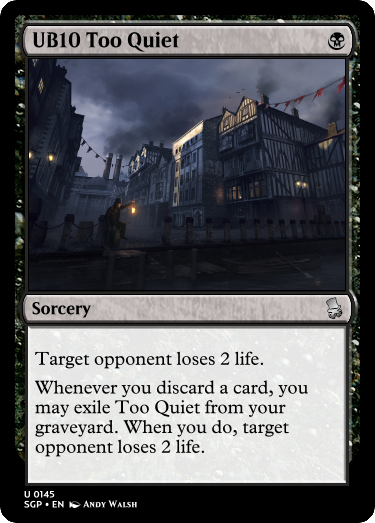 UB10 Too Quiet
Sorcery
Target opponent loses 2 life.
Whenever you discard a card, you
may exile Too Quiet from your
graveyard. When you do, target
opponent loses 2 life.
U 0145
SGP • EN Andy Walsh